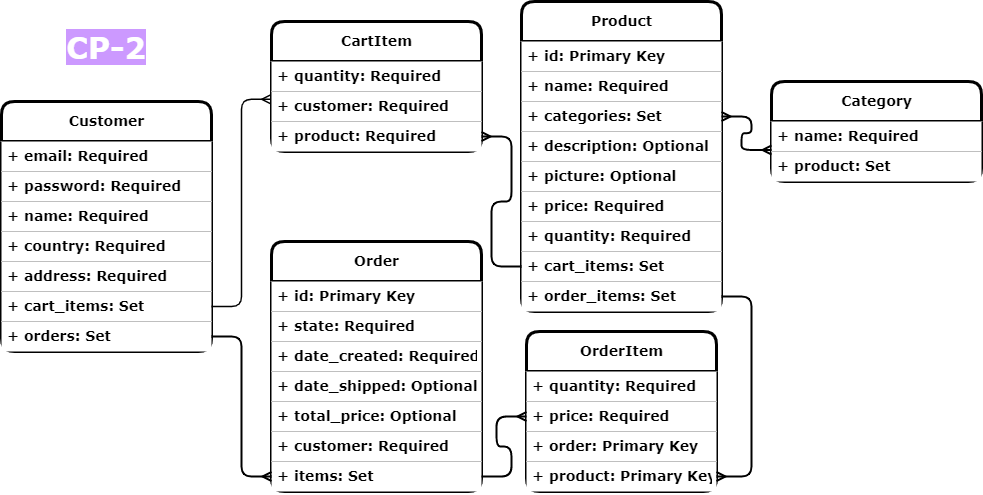 CP-2
Customer
+ email: Required
+ password: Required
+ name: Required
+ country: Required
+ address: Required
+ cart_items: Set
+ orders: Set
CartItem
+ quantity: Required
+ customer: Required
+ product: Required
Order
+ id: Primary Key
+ state: Required
+ date_created: Required
+ date_shipped: Optional
+ total_price: Optional
+ customer: Required
+ items: Set
Product
+ id: Primary Key
+ name: Required
+ categories: Set
+ description: Optional
+ picture: Optional
+ price: Required
+ quantity: Required
+ cart_items: Set
+ order_items: Set
OrderItem
+ quantity: Required
+ price: Required
+ order: Primary Key
+ product: Primary Key
Category
+ name: Required
+ product: Set